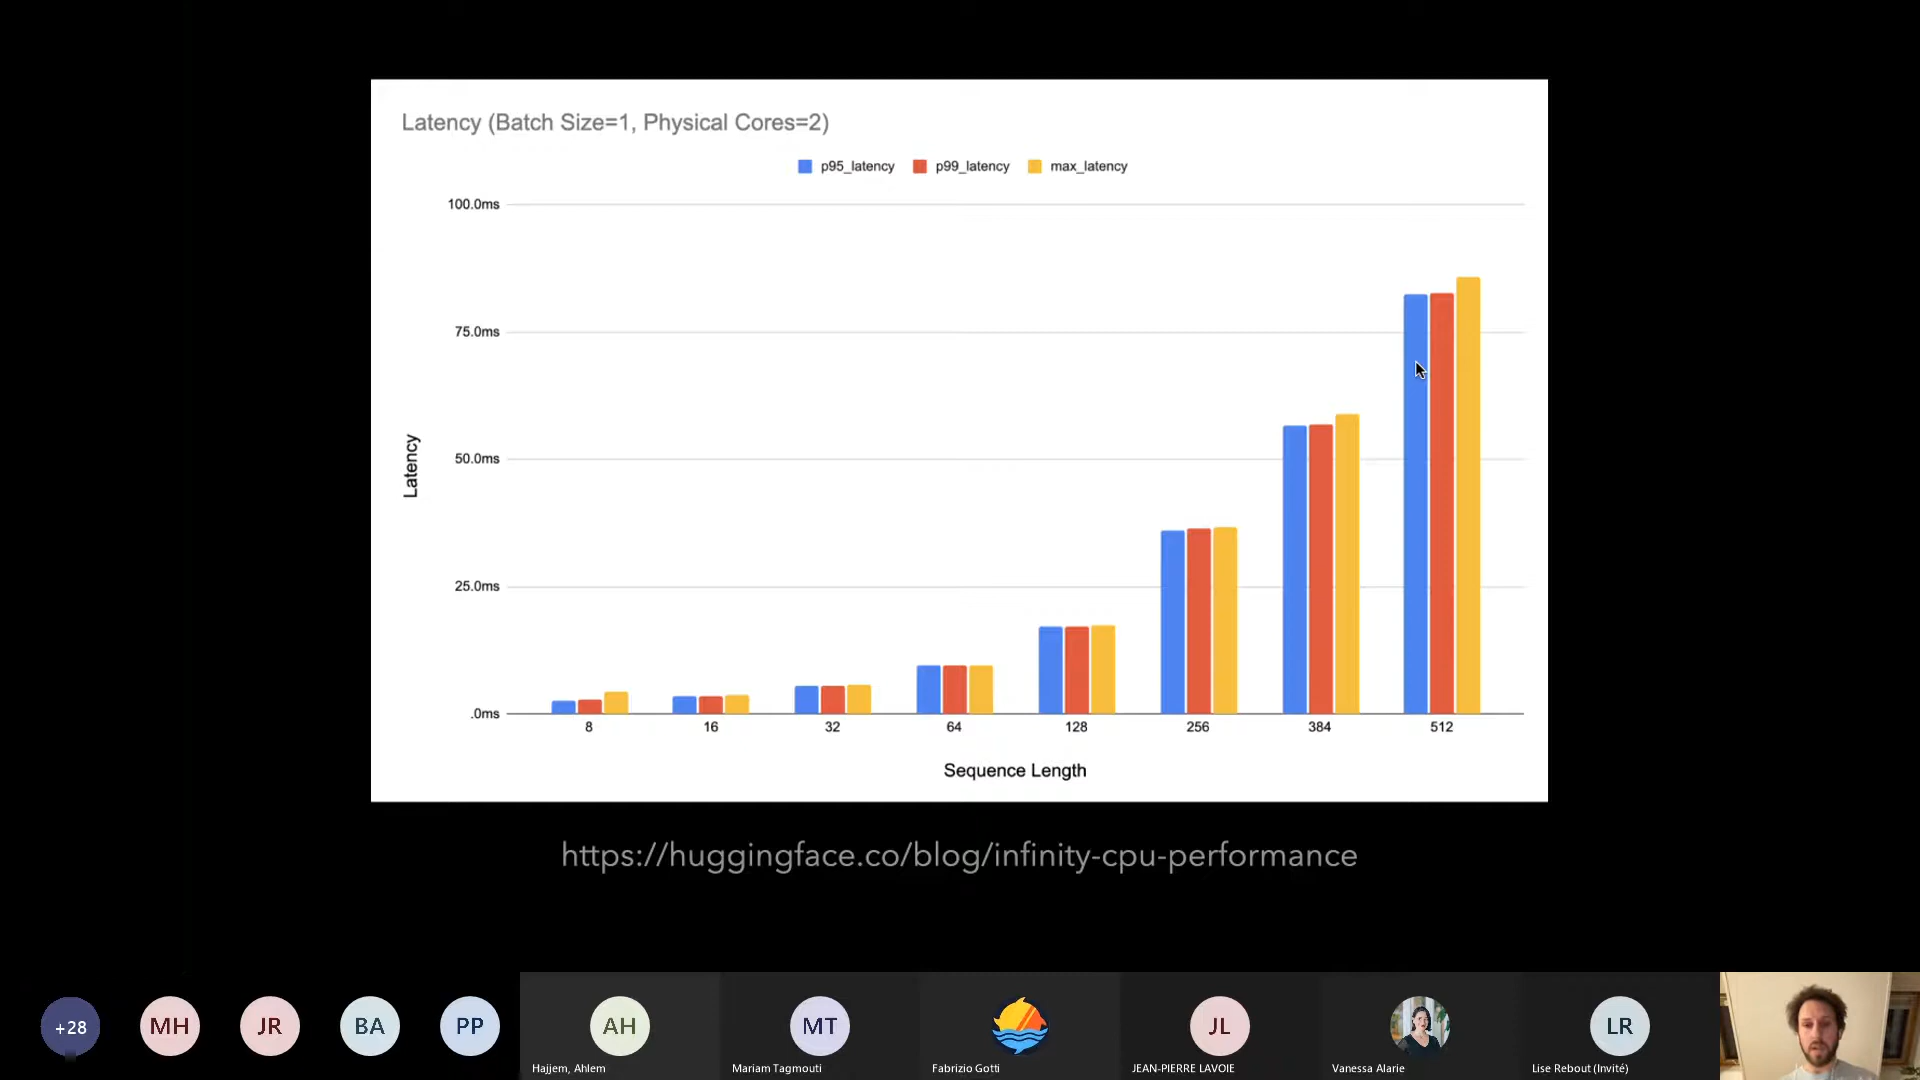 Latency (Batch Size=1, Physical Cores=2)
p95_latency p99_latency max_latency
100.0ms
75.0ms
50.0ms
25.0ms
.0ms
Latency
8 16 32 64 128 256 384 512
Sequence Length
https://huggingface.co/blog/infinity-cpu-performance
+28 MH JR BA PP AH MT JL LR
Hajjem, Ahlem Mariam Tagmouti Fabrizio Gotti JEAN-PIERRE LAVOIE Vanessa Alarie Lise Rebout (Invité)